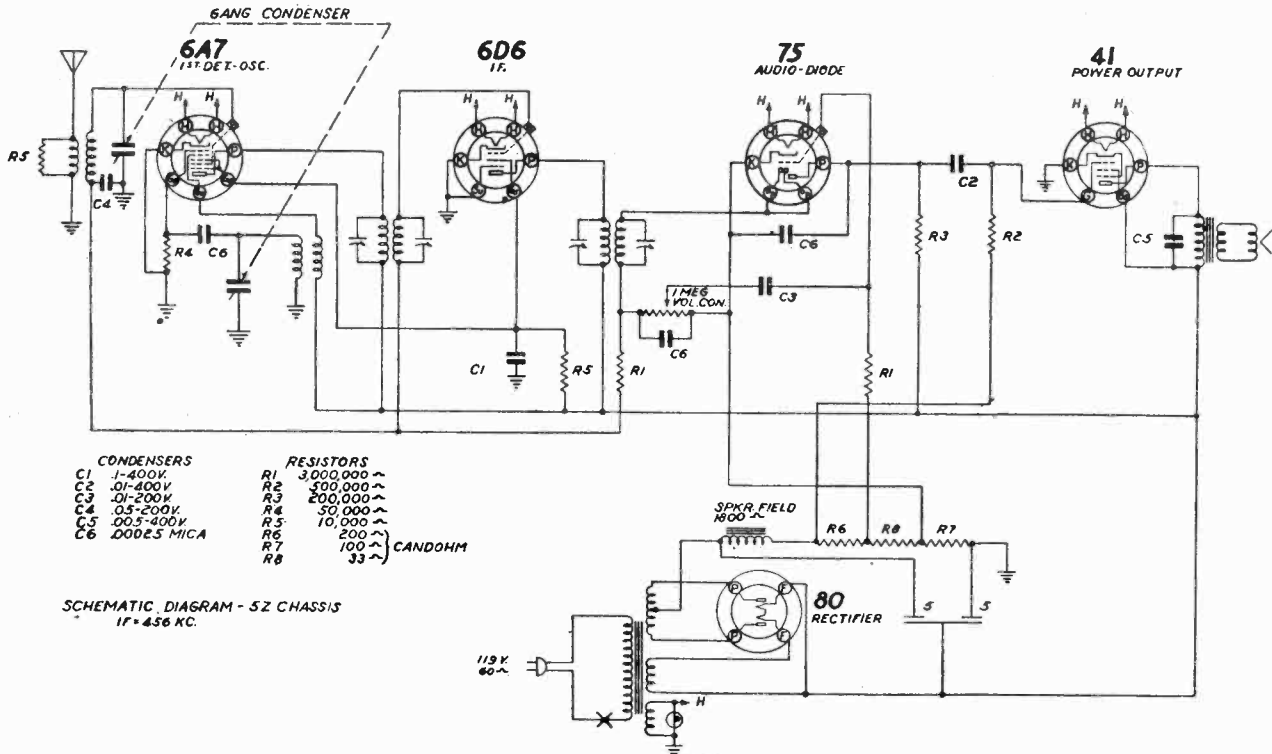 6ANG CONDENSER
6A7
1ST. DET.-OSC.
6D6
I.F.
75
AUDIO-DIODE
41
POWER OUTPUT
H H
H H
H H
H H
K P
K P
K P
K P
R5
C4
R4
C6
C1
R5
R1
C6
C3
1 MEG
VOL. CON.
C6
R1
C2
R3
R2
C5
CONDENSERS
C1 .1-400V.
C2 .01-400V.
C3 .01-200V.
C4 .05-200V.
C5 .005-400V.
C6 .00025 MICA
RESISTORS
R1 3,000,000 ~
R2 500,000 ~
R3 200,000 ~
R4 50,000 ~
R5 10,000 ~
R6 200 ~
R7 100 ~
R8 33 ~
CANDOHM
SCHEMATIC DIAGRAM - 5Z CHASSIS
IF = 456 KC.
SPKR. FIELD
1800 ~
R6 R8 R7
P F
P F
80
RECTIFIER
5 5
119 V.
60 ~
H